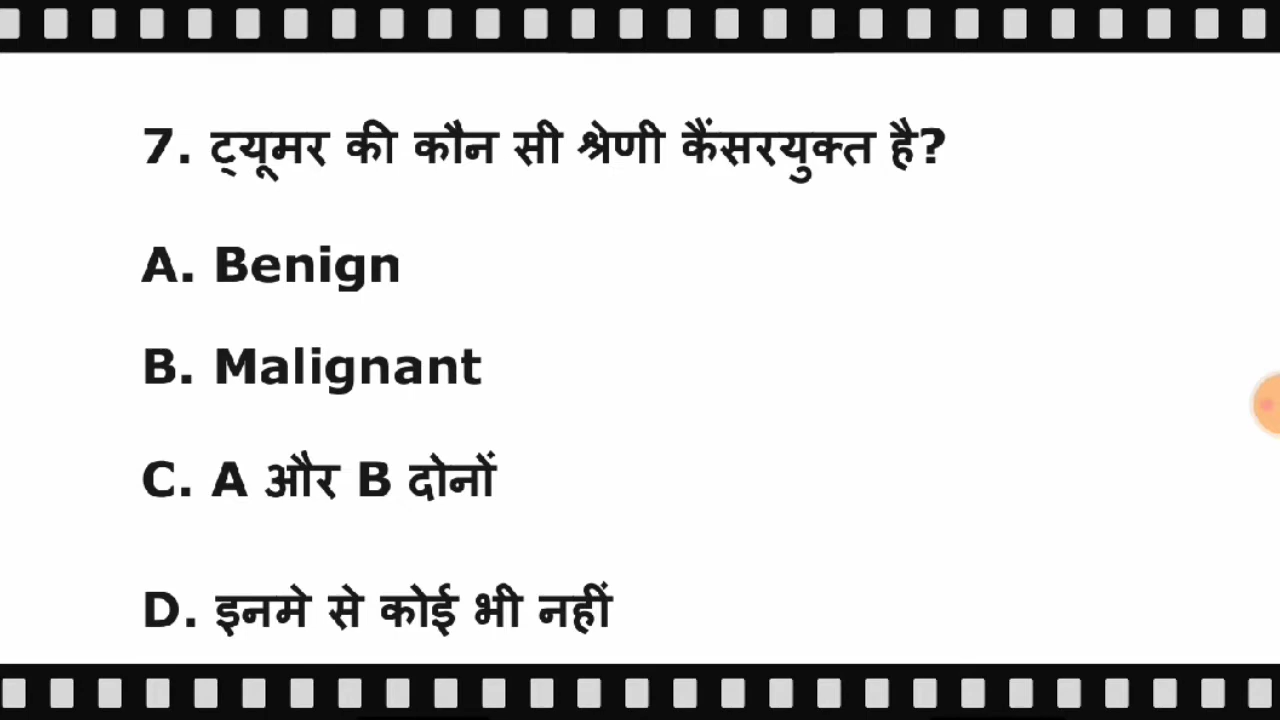 7. ट्यूमर की कौन सी श्रेणी कैंसरयुक्त है?
A. Benign
B. Malignant
C. A और B दोनों
D. इनमे से कोई भी नहीं